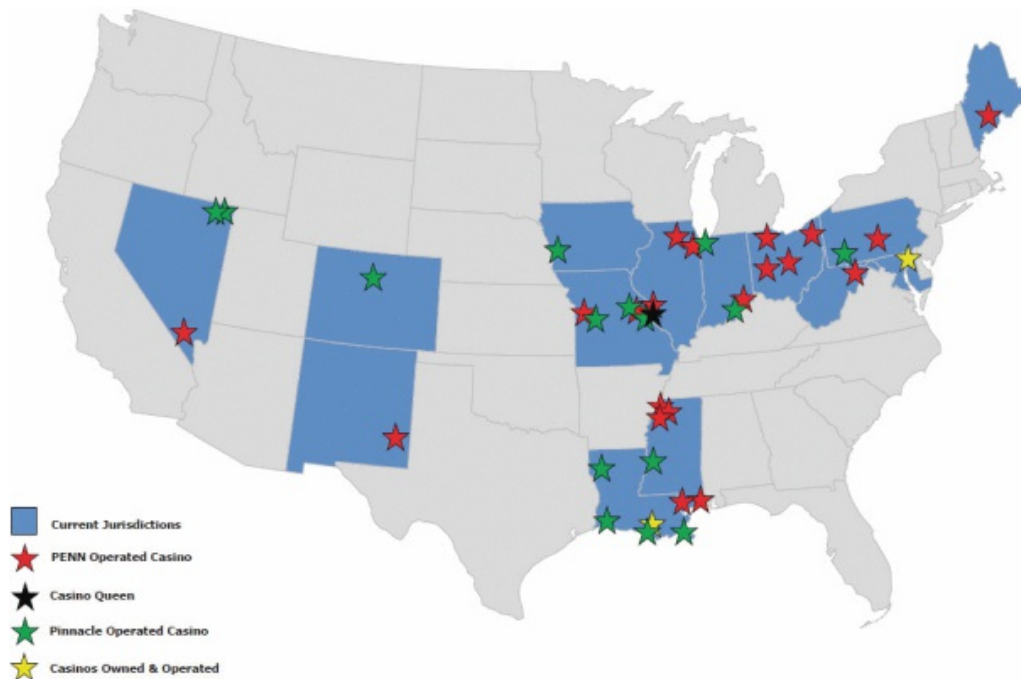 Current Jurisdictions
PENN Operated Casino
Casino Queen
Pinnacle Operated Casino
Casinos Owned & Operated